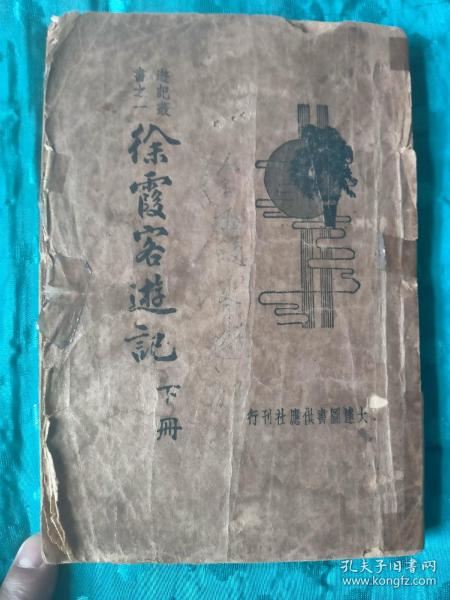 遊記叢
書之一
徐霞客遊記
下冊
大達圖書供應社刊行
孔夫子旧书网
www.kongfz.com